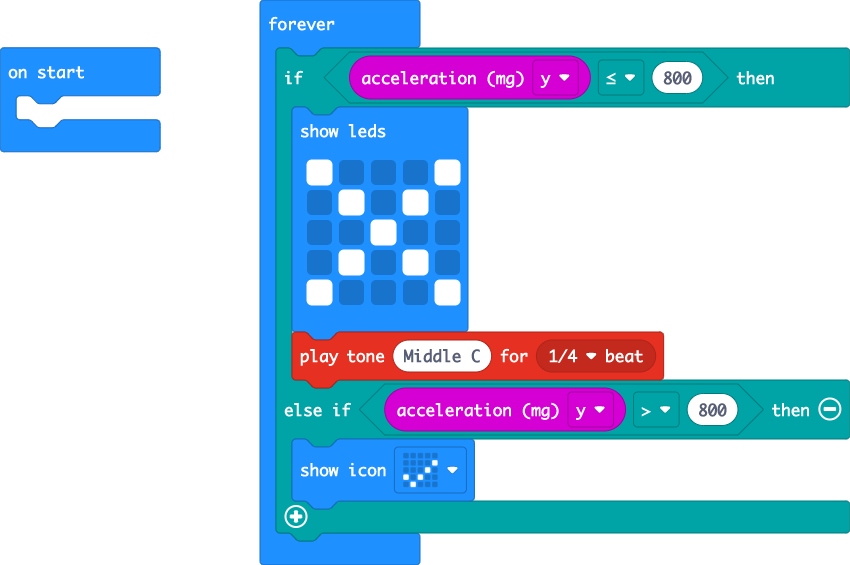 forever
on start
if acceleration (mg) y ≤ 800 then
show leds
play tone Middle C for 1/4 beat
else if acceleration (mg) y > 800 then
show icon